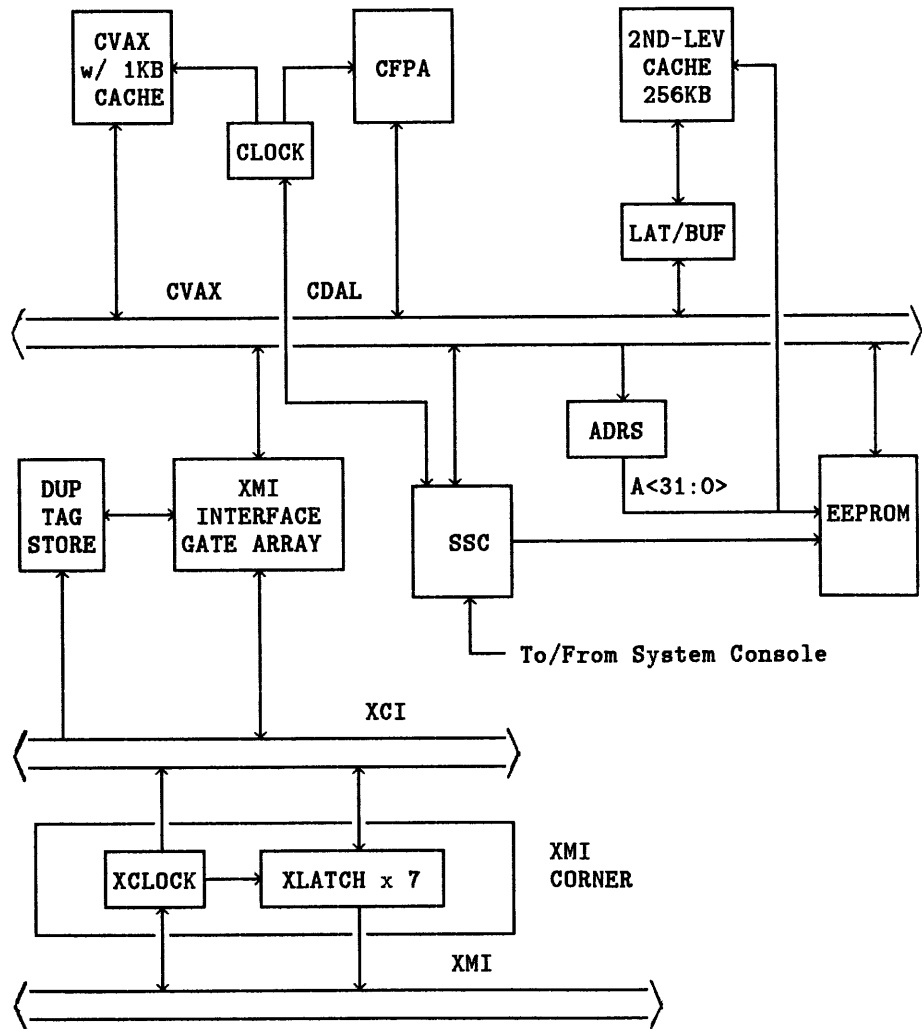 CVAX
w/ 1KB
CACHE
CFPA
2ND-LEV
CACHE
256KB
CLOCK
LAT/BUF
CVAX CDAL
ADRS
A<31:0>
DUP
TAG
STORE
XMI
INTERFACE
GATE ARRAY
SSC
EEPROM
To/From System Console
XCI
XCLOCK
XLATCH x 7
XMI
CORNER
XMI